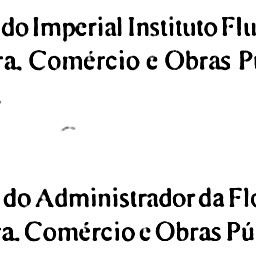 do Imperial Instituto Flu
ra. Comércio e Obras Pú
do Administrador da Flo
ra. Comércio e Obras Pú